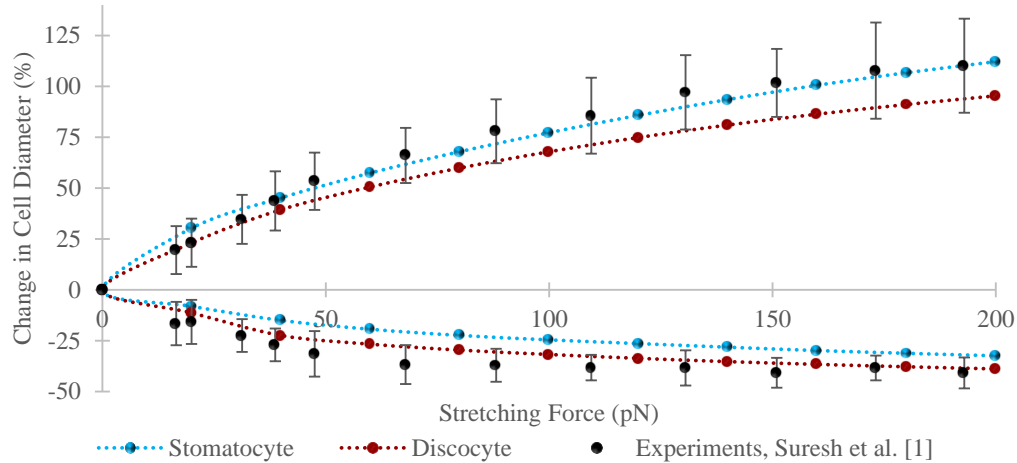 Change in Cell Diameter (%)
125
100
75
50
25
0
-25
-50
0 50 100 150 200
Stretching Force (pN)
Stomatocyte Discocyte Experiments, Suresh et al. [1]